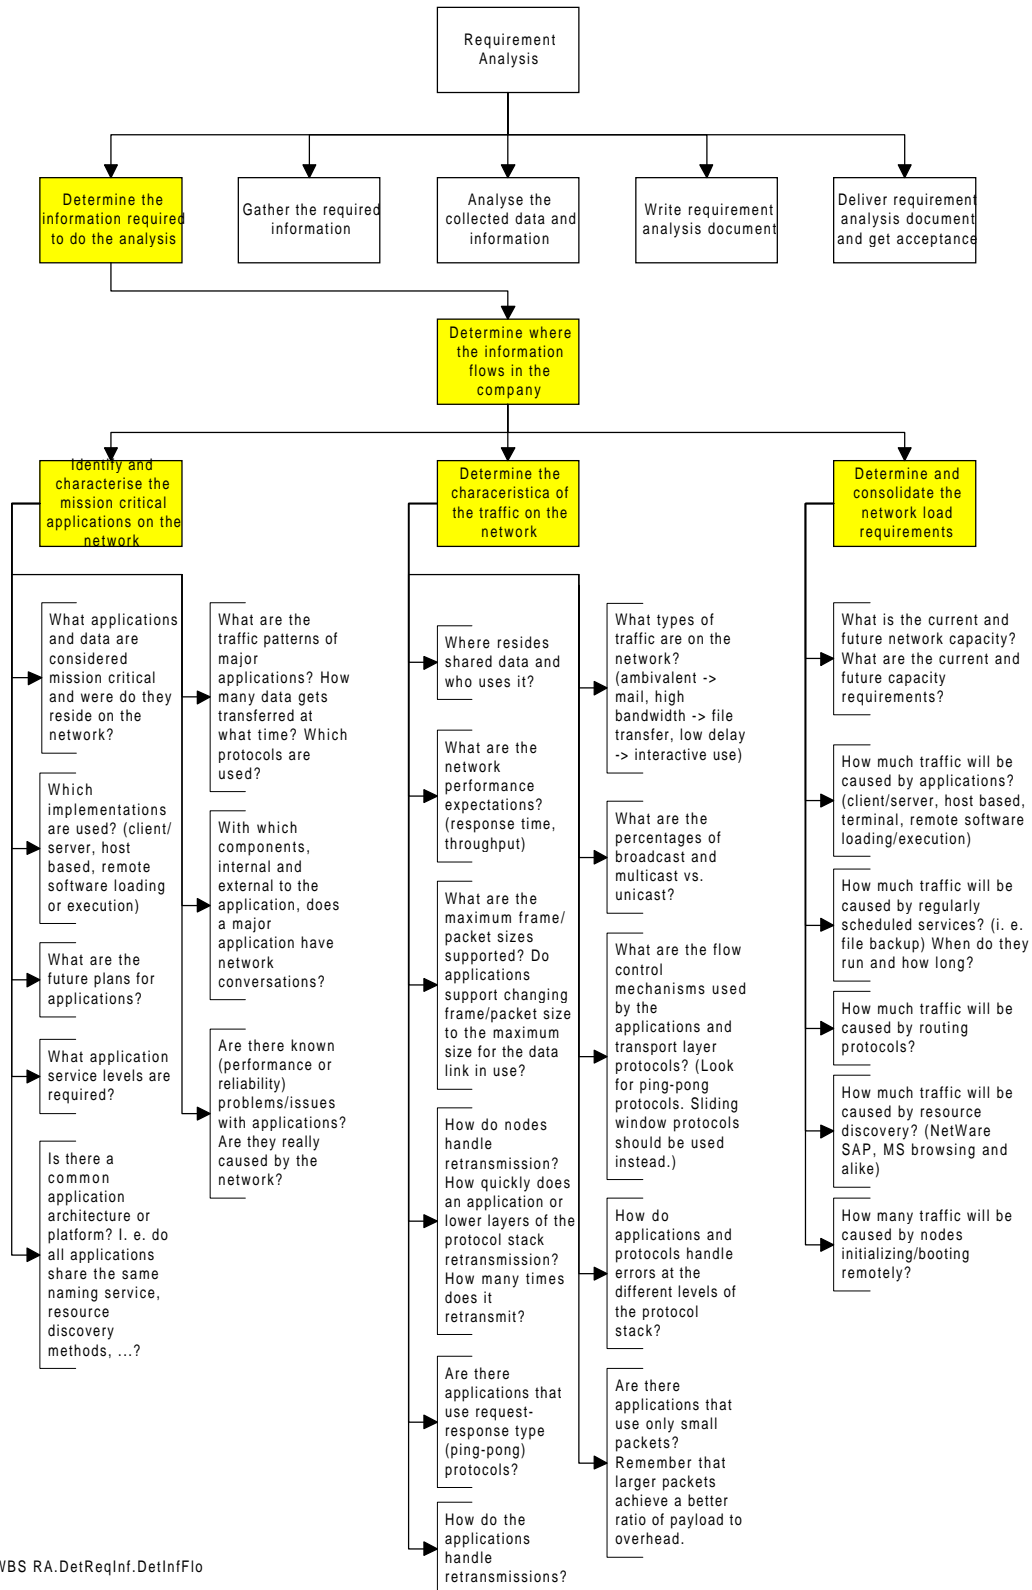 Requirement
Analysis
Determine the
information required
to do the analysis
Gather the required
information
Analyse the
collected data and
information
Write requirement
analysis document
Deliver requirement
analysis document
and get acceptance
Determine where
the information
flows in the
company
Identify and
characterise the
mission critical
applications on the
network
Determine the
characeristica of
the traffic on the
network
Determine and
consolidate the
network load
requirements
What applications
and data are
considered
mission critical
and were do they
reside on the
network?
Which
implementations
are used? (client/
server, host
based, remote
software loading
or execution)
What are the
future plans for
applications?
What application
service levels are
required?
Is there a
common
application
architecture or
platform? I. e. do
all applications
share the same
naming service,
resource
discovery
methods, ...?
What are the
traffic patterns of
major
applications? How
many data gets
transferred at
what time? Which
protocols are
used?
With which
components,
internal and
external to the
application, does
a major
application have
network
conversations?
Are there known
(performance or
reliability)
problems/issues
with applications?
Are they really
caused by the
network?
Where resides
shared data and
who uses it?
What are the
network
performance
expectations?
(response time,
throughput)
What are the
maximum frame/
packet sizes
supported? Do
applications
support changing
frame/packet size
to the maximum
size for the data
link in use?
How do nodes
handle
retransmission?
How quickly does
an application or
lower layers of the
protocol stack
retransmission?
How many times
does it
retransmit?
Are there
applications that
use request-
response type
(ping-pong)
protocols?
How do the
applications
handle
retransmissions?
What types of
traffic are on the
network?
(ambivalent ->
mail, high
bandwidth -> file
transfer, low delay
-> interactive use)
What are the
percentages of
broadcast and
multicast vs.
unicast?
What are the flow
control
mechanisms used
by the
applications and
transport layer
protocols? (Look
for ping-pong
protocols. Sliding
window protocols
should be used
instead.)
How do
applications and
protocols handle
errors at the
different levels of
the protocol
stack?
Are there
applications that
use only small
packets?
Remember that
larger packets
achieve a better
ratio of payload to
overhead.
What is the current and
future network capacity?
What are the current and
future capacity
requirements?
How much traffic will be
caused by applications?
(client/server, host based,
terminal, remote software
loading/execution)
How much traffic will be
caused by regularly
scheduled services? (i. e.
file backup) When do they
run and how long?
How much traffic will be
caused by routing
protocols?
How much traffic will be
caused by resource
discovery? (NetWare
SAP, MS browsing and
alike)
How many traffic will be
caused by nodes
initializing/booting
remotely?
WBS RA.DetReqInf.DetInfFlo